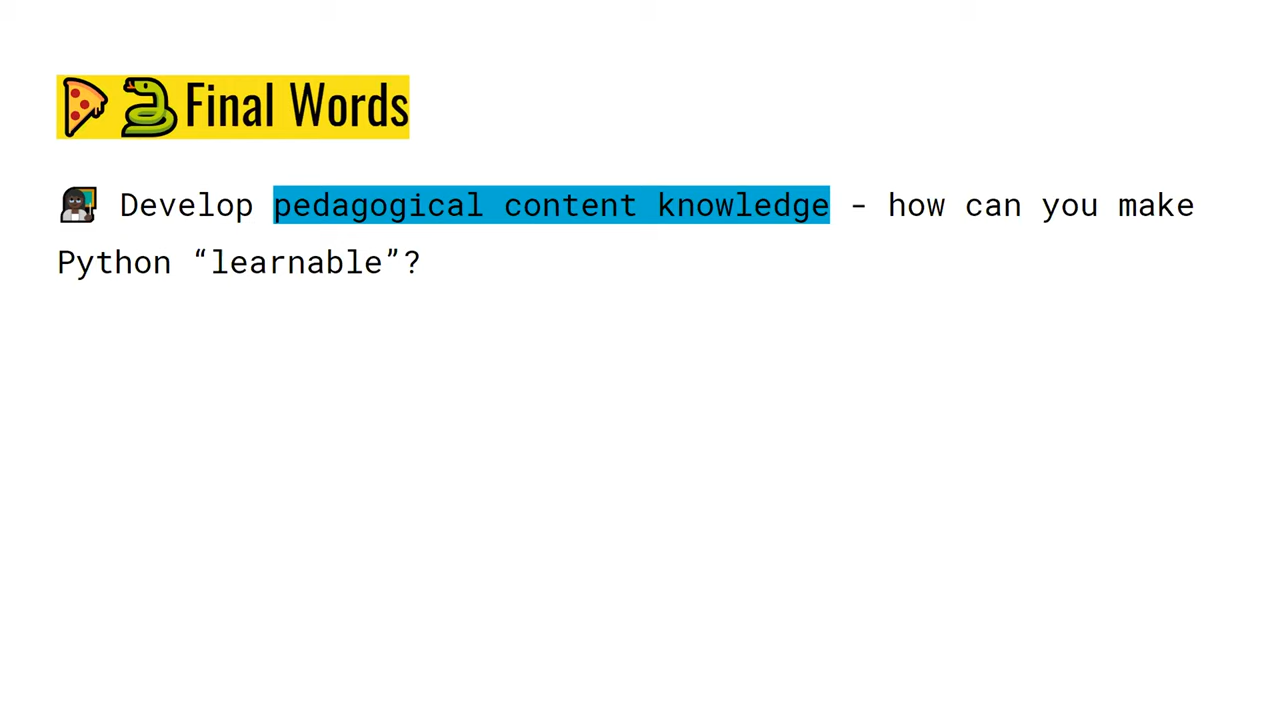 🍕🐍Final Words
👩🏿‍🏫 Develop pedagogical content knowledge - how can you make
Python “learnable”?